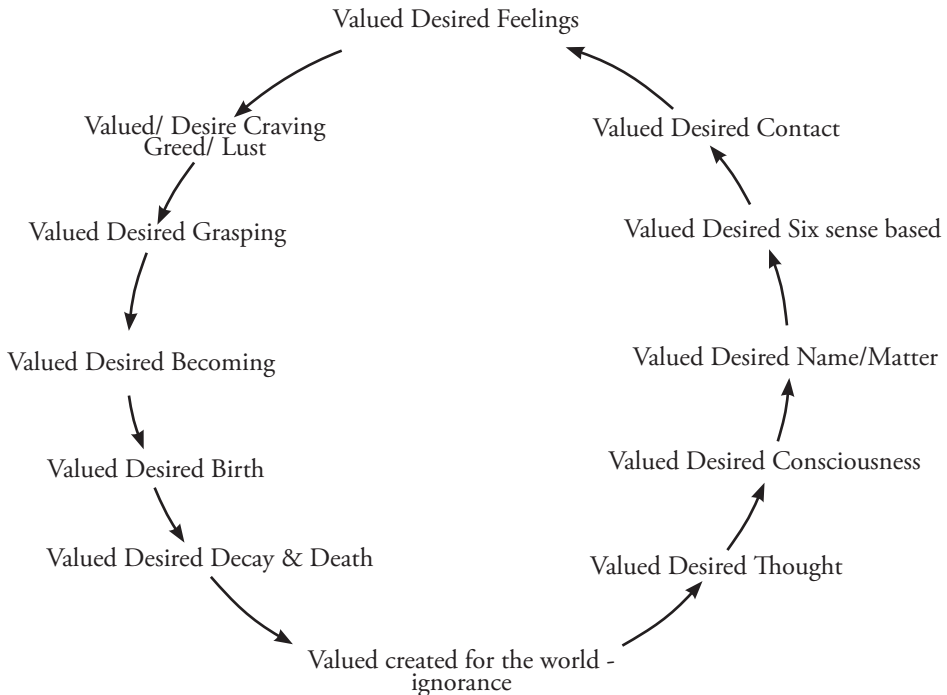 Valued Desired Feelings
Valued/ Desire Craving
Greed/ Lust
Valued Desired Grasping
Valued Desired Becoming
Valued Desired Birth
Valued Desired Decay & Death
Valued created for the world -
ignorance
Valued Desired Thought
Valued Desired Consciousness
Valued Desired Name/Matter
Valued Desired Six sense based
Valued Desired Contact